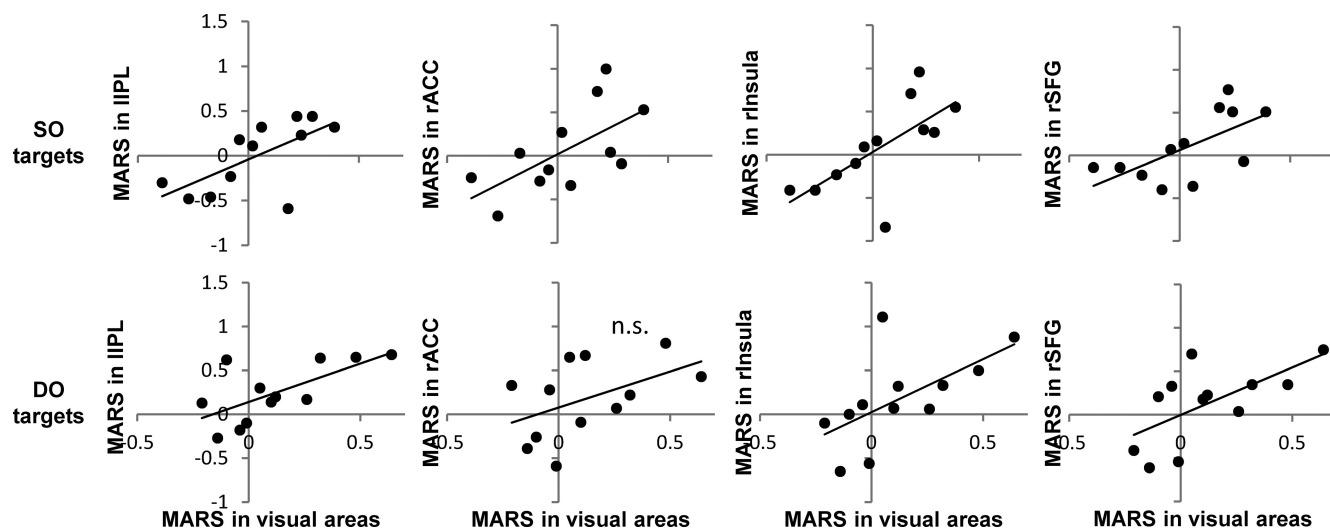 SO
targets
MARS in lIPL
1.5
1
0.5
0
-0.5
-1
MARS in rACC
MARS in rInsula
MARS in rSFG
DO
targets
MARS in lIPL
1.5
1
0.5
0
-0.5
-1
-0.5 0 0.5
MARS in visual areas
MARS in rACC
n.s.
-0.5 0 0.5
MARS in visual areas
MARS in rInsula
-0.5 0 0.5
MARS in visual areas
MARS in rSFG
-0.5 0 0.5
MARS in visual areas